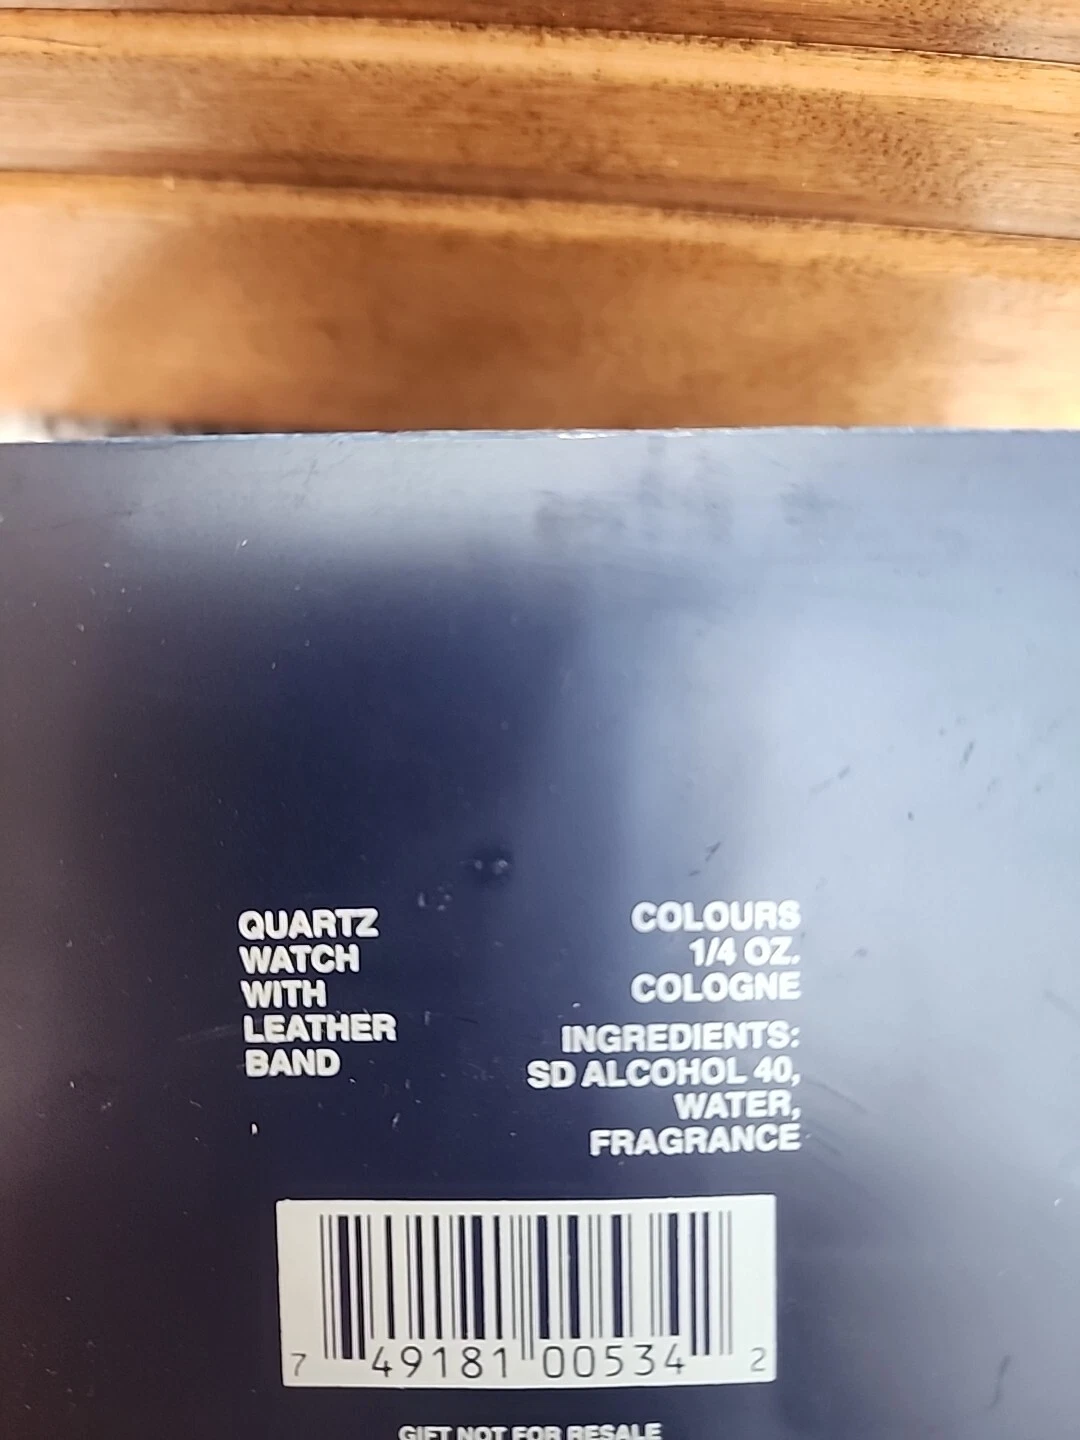 QUARTZ
WATCH
WITH
LEATHER
BAND
COLOURS
1/4 OZ.
COLOGNE
INGREDIENTS:
SD ALCOHOL 40,
WATER,
FRAGRANCE
7 49181 00534 2
GIFT NOT FOR RESALE